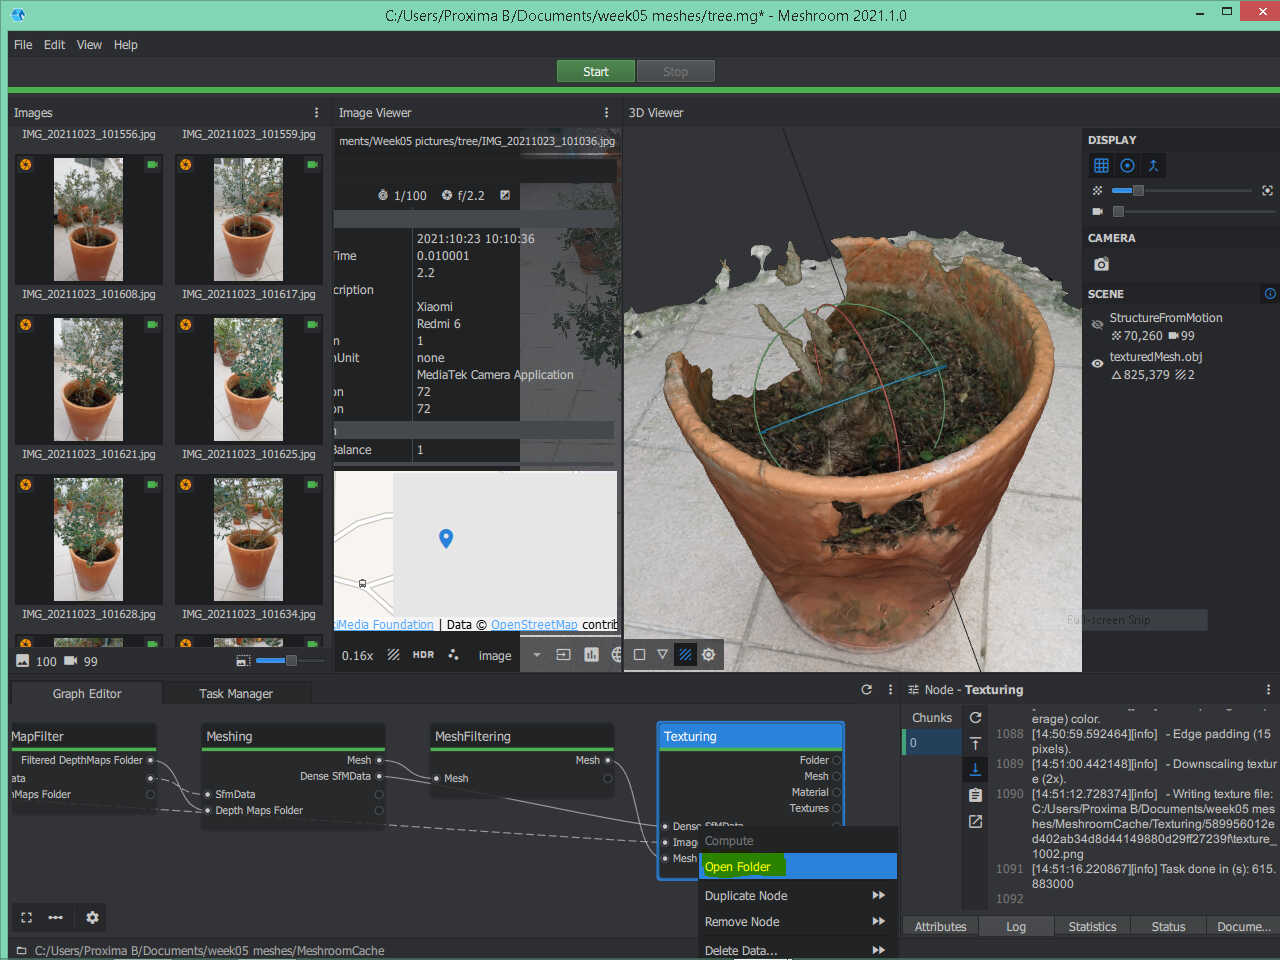 C:/Users/Proxima B/Documents/week05 meshes/tree.mg* - Meshroom 2021.1.0
File Edit View Help
Start Stop
Images
IMG_20211023_101556.jpg IMG_20211023_101559.jpg
IMG_20211023_101608.jpg IMG_20211023_101617.jpg
IMG_20211023_101621.jpg IMG_20211023_101625.jpg
IMG_20211023_101628.jpg IMG_20211023_101634.jpg
100 99
Image Viewer
ments/Week05 pictures/tree/IMG_20211023_101036.jpg
1/100 f/2.2
2021:10:23 10:10:36
Time 0.010001
2.2
cription
Xiaomi
Redmi 6
n 1
nUnit none
MediaTek Camera Application
on 72
on 72
Balance 1
iMedia Foundation | Data © OpenStreetMap contrib
0.16x HDR image
3D Viewer
DISPLAY
CAMERA
SCENE
StructureFromMotion
70,260 99
texturedMesh.obj
825,379 2
Full-screen Snip
Graph Editor Task Manager
MapFilter
Filtered DepthMaps Folder
ata
hMaps Folder
Meshing
Mesh
Dense SfMData
SfmData
Depth Maps Folder
MeshFiltering
Mesh
Mesh
Texturing
Folder
Mesh
Material
Textures
Dense SfMData
Imag
Mesh
Compute
Open Folder
Duplicate Node
Remove Node
Delete Data...
Node - Texturing
Chunks
0
erage) color.
1088 [14:50:59.592464][info] - Edge padding (15
pixels).
1089 [14:51:00.442148][info] - Downscaling textu
re (2x).
1090 [14:51:12.728374][info] - Writing texture file:
C:/Users/Proxima B/Documents/week05 mes
hes/MeshroomCache/Texturing/589956012e
d402ab34d8d44149880d29ff27239f\texture_
1002.png
1091 [14:51:16.220867][info] Task done in (s): 615.
883000
1092
Attributes Log Statistics Status Docume...
C:/Users/Proxima B/Documents/week05 meshes/MeshroomCache